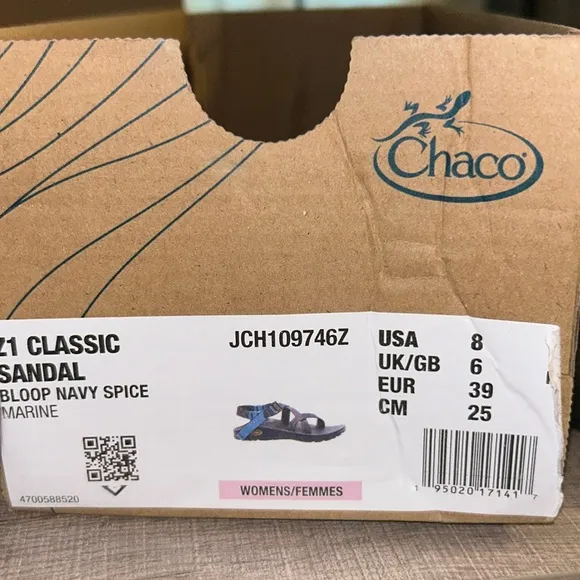 Chaco
Z1 CLASSIC
SANDAL
BLOOP NAVY SPICE
MARINE
4700588520
JCH109746Z
WOMENS/FEMMES
USA 8
UK/GB 6
EUR 39
CM 25
1 95020 17141 7